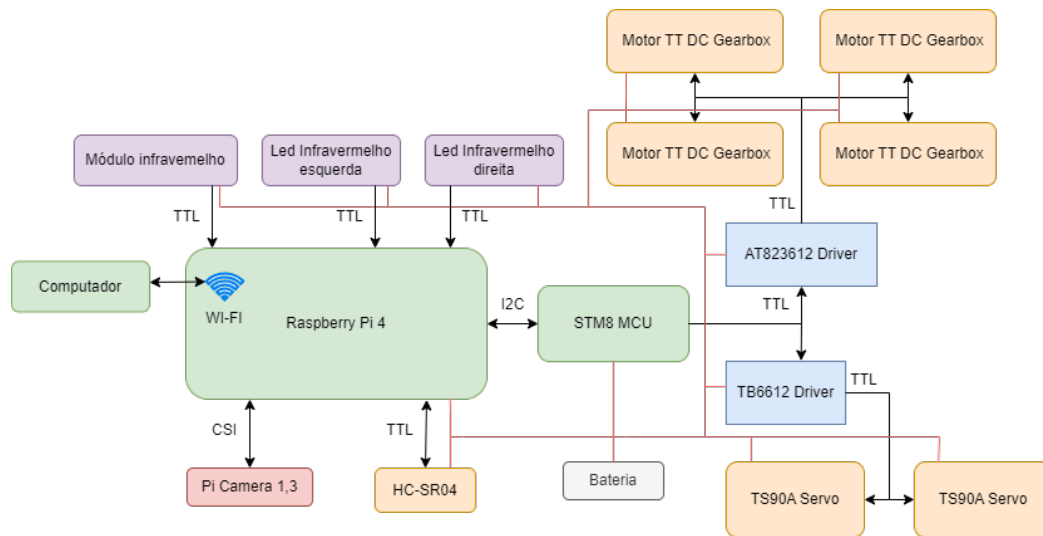 Motor TT DC Gearbox
Motor TT DC Gearbox
Motor TT DC Gearbox
Motor TT DC Gearbox
Módulo infravemelho
Led Infravermelho
esquerda
Led Infravermelho
direita
TTL
TTL
TTL
TTL
Computador
WI-FI
Raspberry Pi 4
I2C
STM8 MCU
AT823612 Driver
TTL
TB6612 Driver
TTL
CSI
TTL
Pi Camera 1,3
HC-SR04
Bateria
TS90A Servo
TS90A Servo